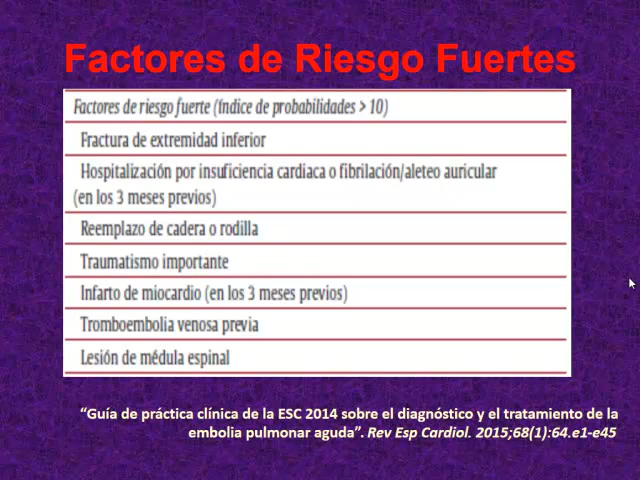 Factores de Riesgo Fuertes
Factores de riesgo fuerte (índice de probabilidades > 10)
Fractura de extremidad inferior
Hospitalización por insuficiencia cardiaca o fibrilación/aleteo auricular
(en los 3 meses previos)
Reemplazo de cadera o rodilla
Traumatismo importante
Infarto de miocardio (en los 3 meses previos)
Tromboembolia venosa previa
Lesión de médula espinal
“Guía de práctica clínica de la ESC 2014 sobre el diagnóstico y el tratamiento de la
embolia pulmonar aguda”. Rev Esp Cardiol. 2015;68(1):64.e1-e45